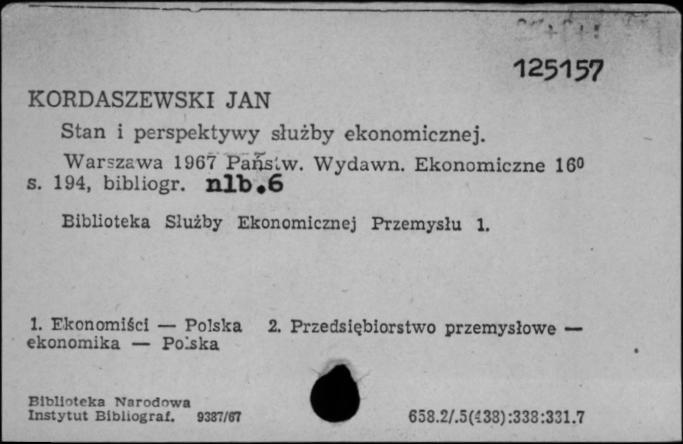 125157
KORDASZEWSKI JAN
Stan i perspektywy służby ekonomicznej.
Warszawa 1967 Państw. Wydawn. Ekonomiczne 16⁰
s. 194, bibliogr. nlb.6
Biblioteka Służby Ekonomicznej Przemysłu 1.
1. Ekonomiści — Polska 2. Przedsiębiorstwo przemysłowe —
ekonomika — Polska
Biblioteka Narodowa
Instytut Bibliograf. 9387/67 658.2/.5(438):338:331.7